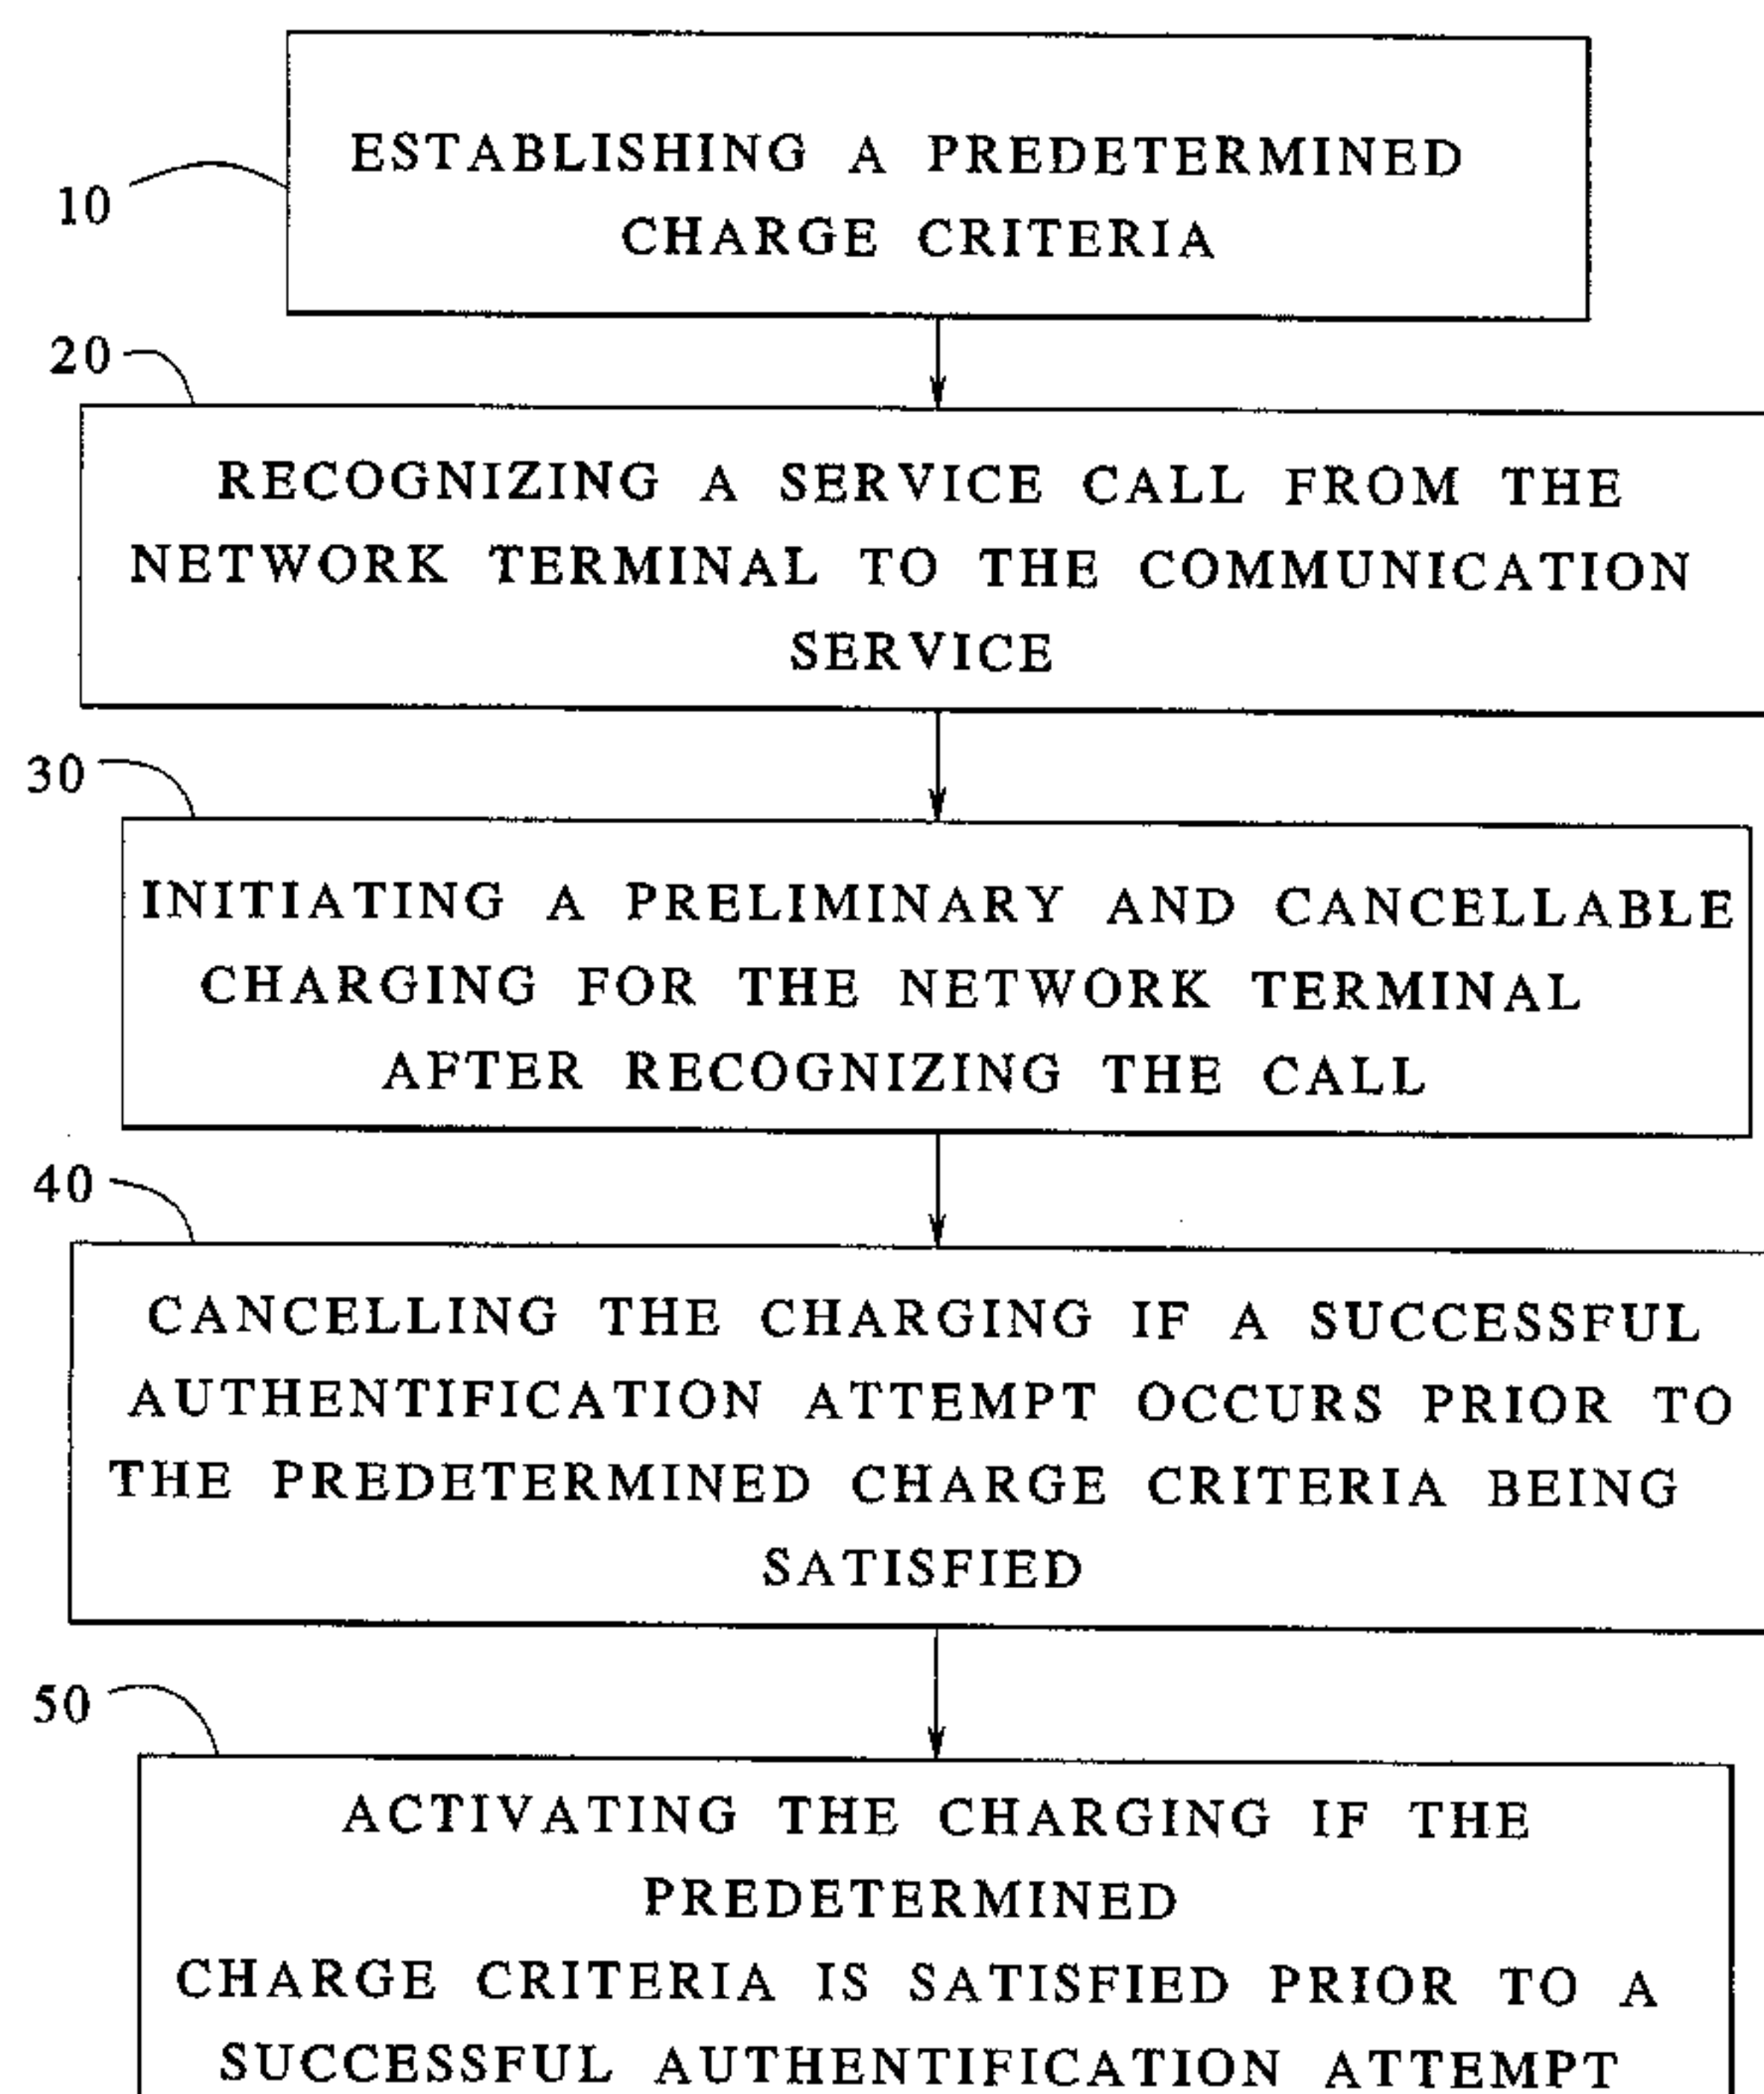 ESTABLISHING A PREDETERMINED
CHARGE CRITERIA
10
20
RECOGNIZING A SERVICE CALL FROM THE
NETWORK TERMINAL TO THE COMMUNICATION
SERVICE
30
INITIATING A PRELIMINARY AND CANCELLABLE
CHARGING FOR THE NETWORK TERMINAL
AFTER RECOGNIZING THE CALL
40
CANCELLING THE CHARGING IF A SUCCESSFUL
AUTHENTIFICATION ATTEMPT OCCURS PRIOR TO
THE PREDETERMINED CHARGE CRITERIA BEING
SATISFIED
50
ACTIVATING THE CHARGING IF THE
PREDETERMINED
CHARGE CRITERIA IS SATISFIED PRIOR TO A
SUCCESSFUL AUTHENTIFICATION ATTEMPT